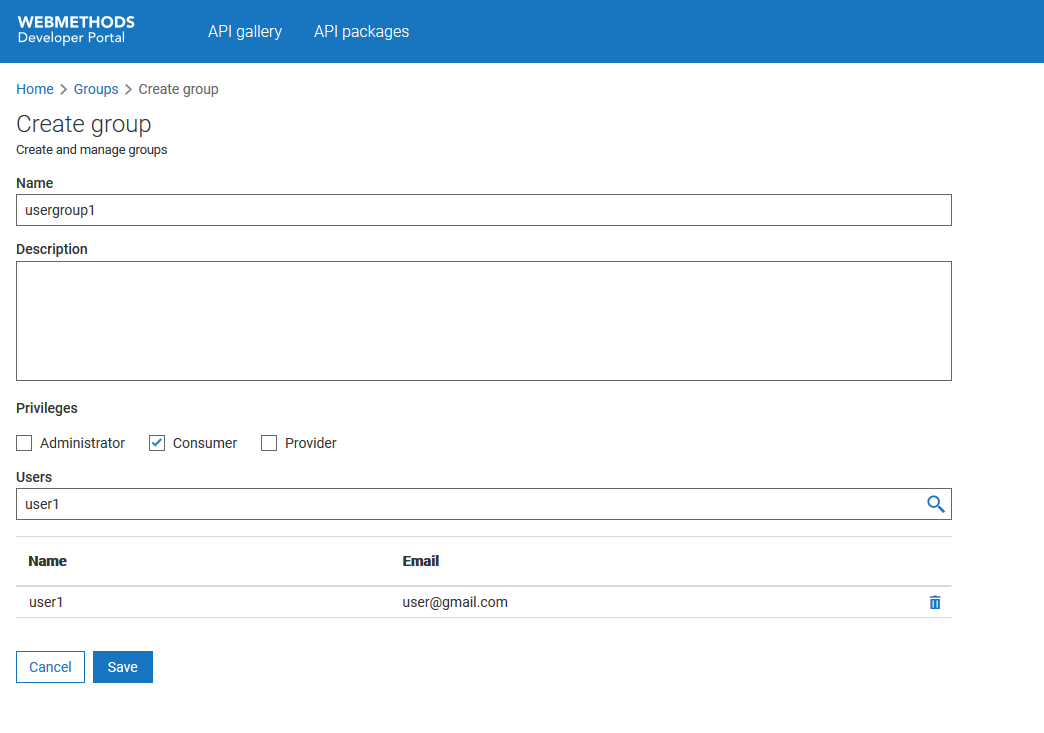 WEBMETHODS
Developer Portal
API gallery API packages
Home > Groups > Create group
Create group
Create and manage groups
Name
usergroup1
Description
Privileges
Administrator Consumer Provider
Users
user1
Name Email
user1 user@gmail.com
Cancel Save